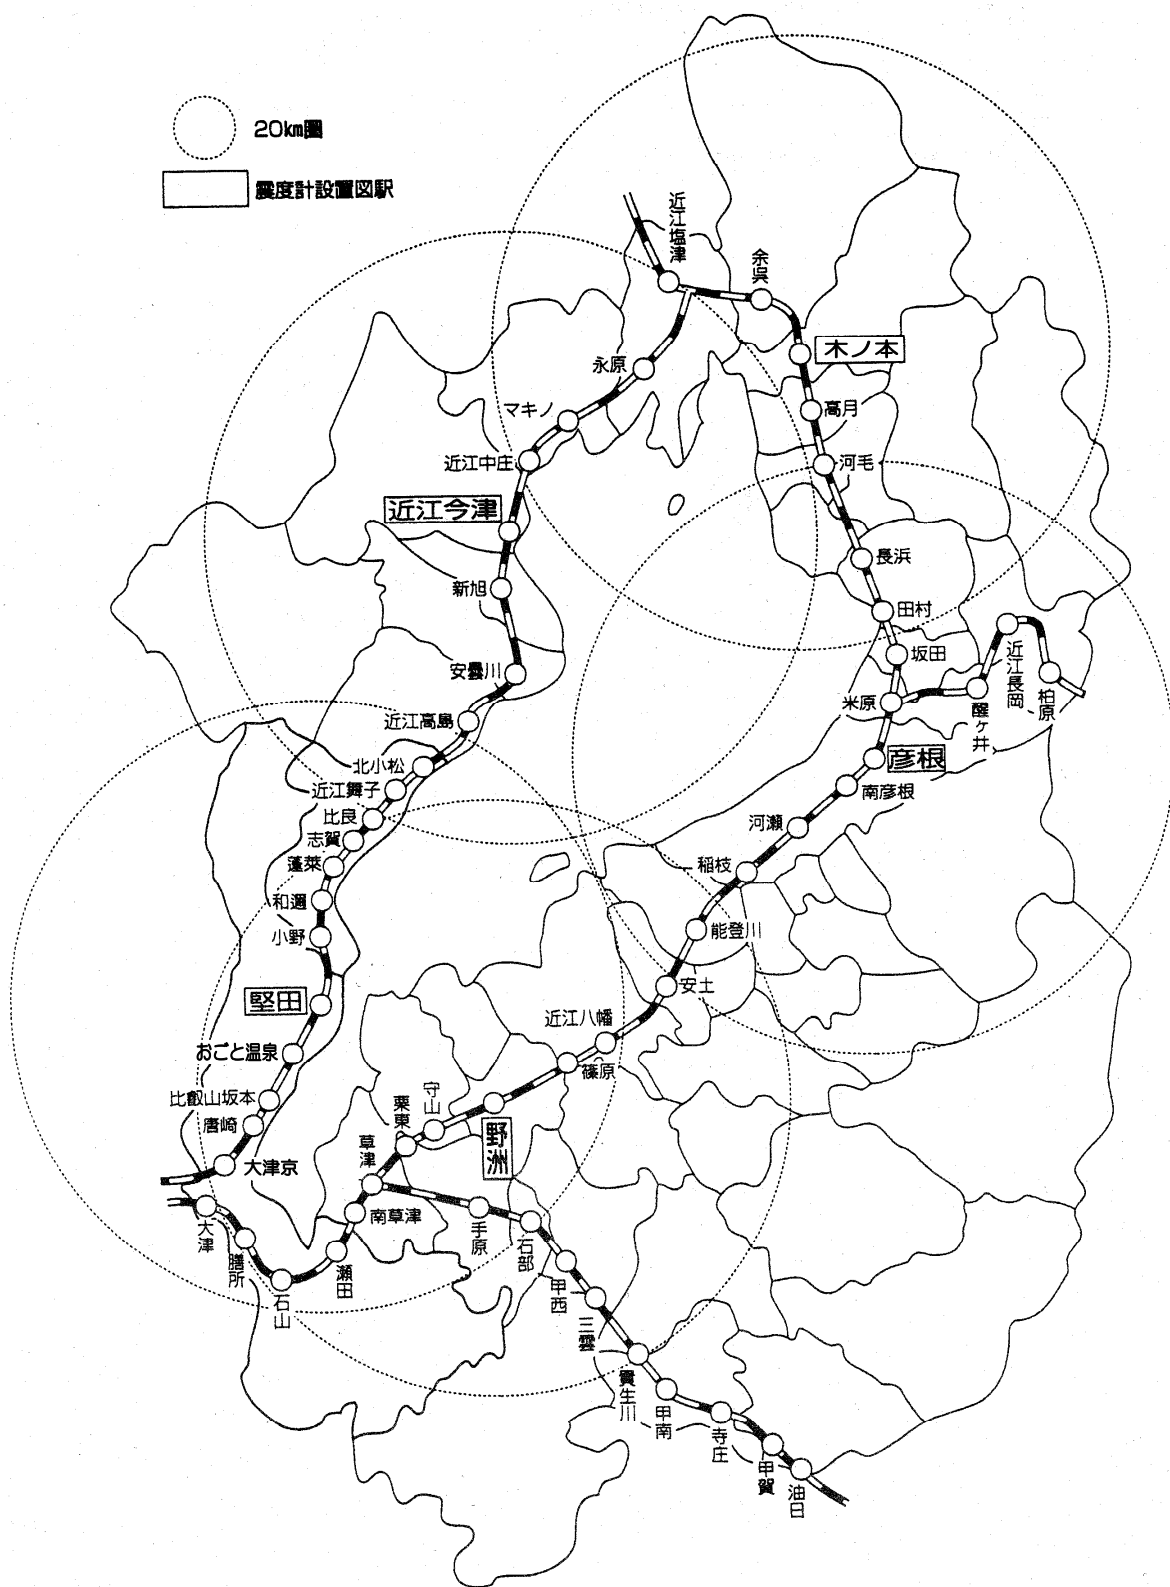 20km圏
震度計設置図駅
近江塩津
余呉
木ノ本
永原
高月
マキノ
河毛
近江中庄
近江今津
長浜
新旭
田村
坂田
近江長岡
柏原
安曇川
米原
醒ヶ井
近江高島
彦根
北小松
南彦根
近江舞子
比良
河瀬
志賀
蓬莱
稲枝
和邇
小野
能登川
安土
堅田
近江八幡
おごと温泉
篠原
比叡山坂本
守山
栗東
唐崎
野洲
草津
大津京
南草津
手原
石部
大津
膳所
瀬田
石山
甲西
三雲
貴生川
甲南
寺庄
甲賀
油日